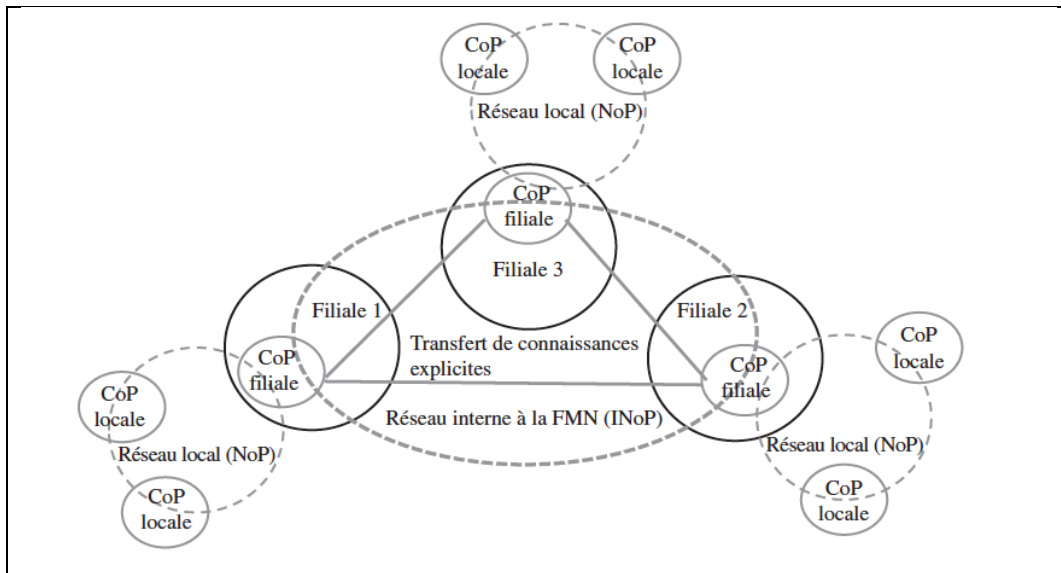 CoP
locale
CoP
locale
Réseau local (NoP)
CoP
filiale
Filiale 3
Filiale 1
Filiale 2
Transfert de connaissances
explicites
CoP
filiale
CoP
filiale
CoP
locale
CoP
locale
Réseau interne à la FMN (INoP)
Réseau local (NoP)
Réseau local (NoP)
CoP
locale
CoP
locale